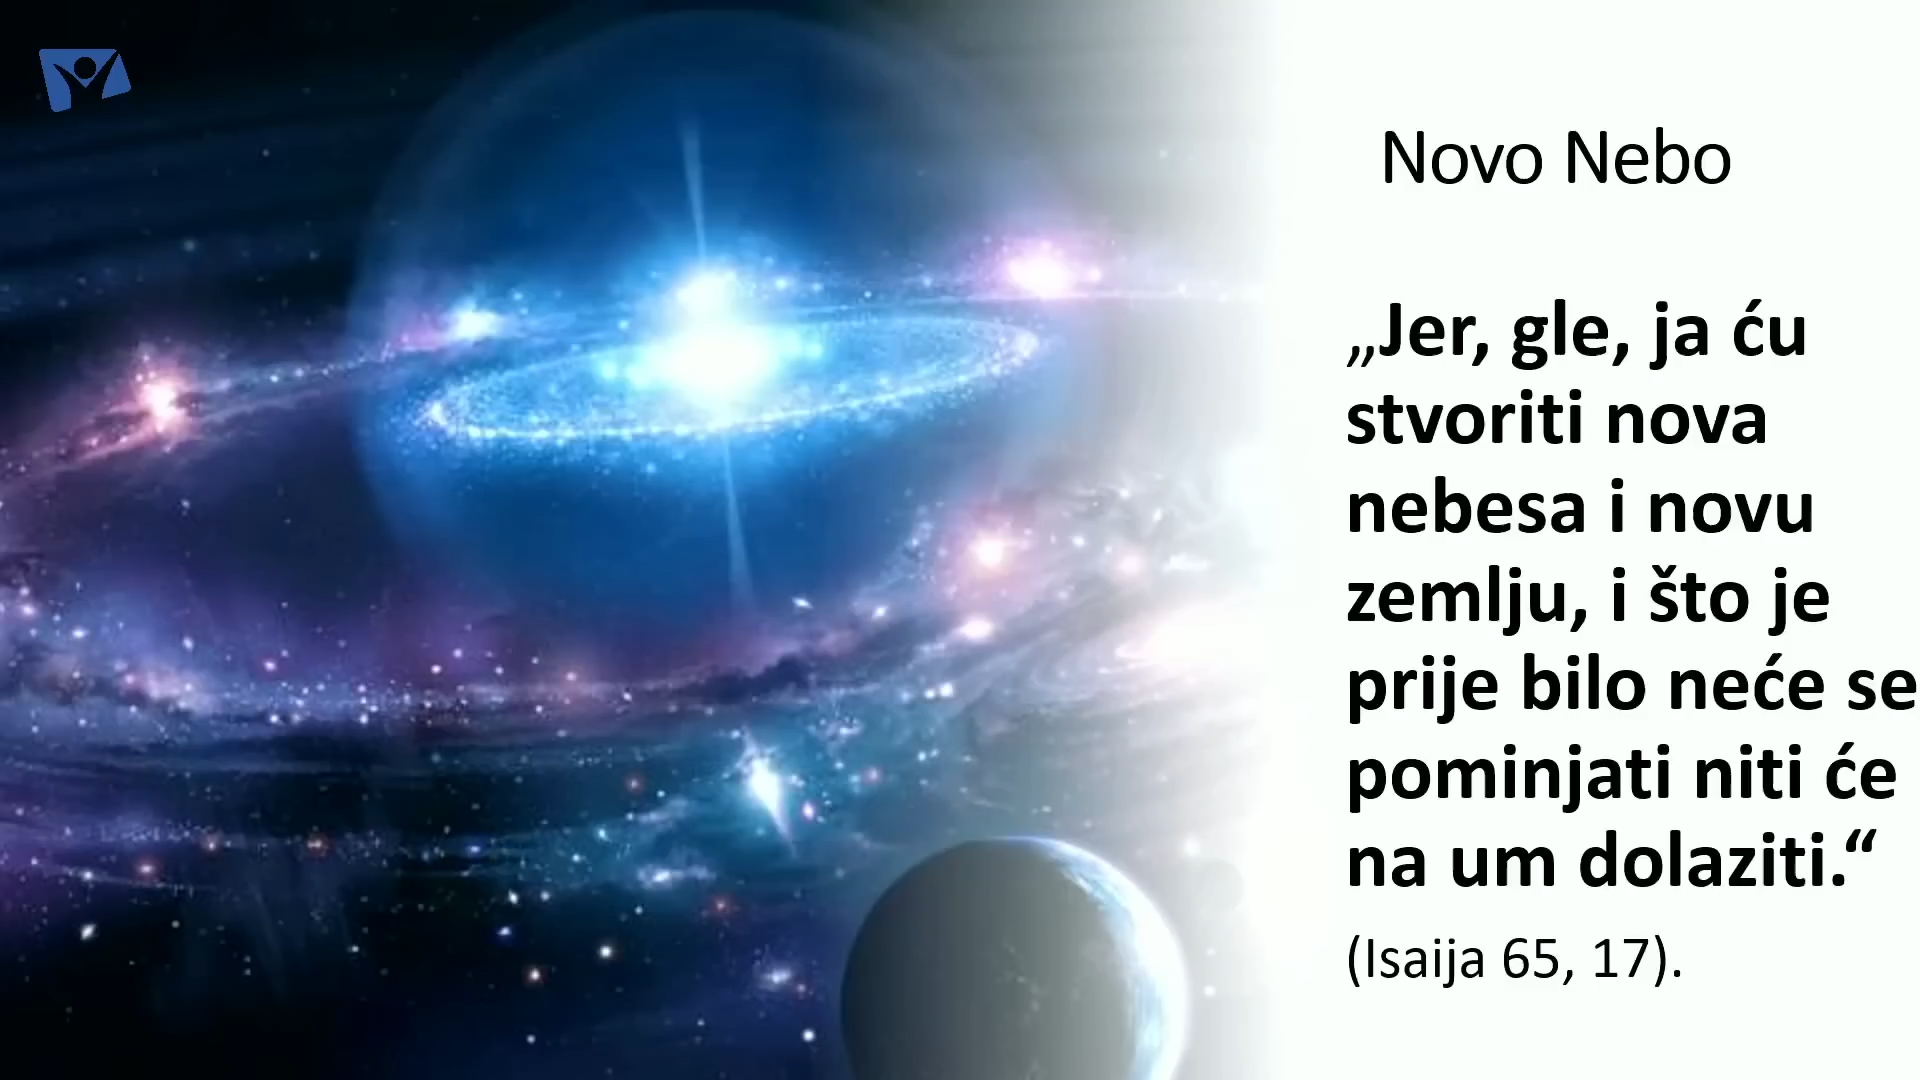 Novo Nebo
„Jer, gle, ja ću
stvoriti nova
nebesa i novu
zemlju, i što je
prije bilo neće se
pominjati niti će
na um dolaziti.“
(Isaija 65, 17).